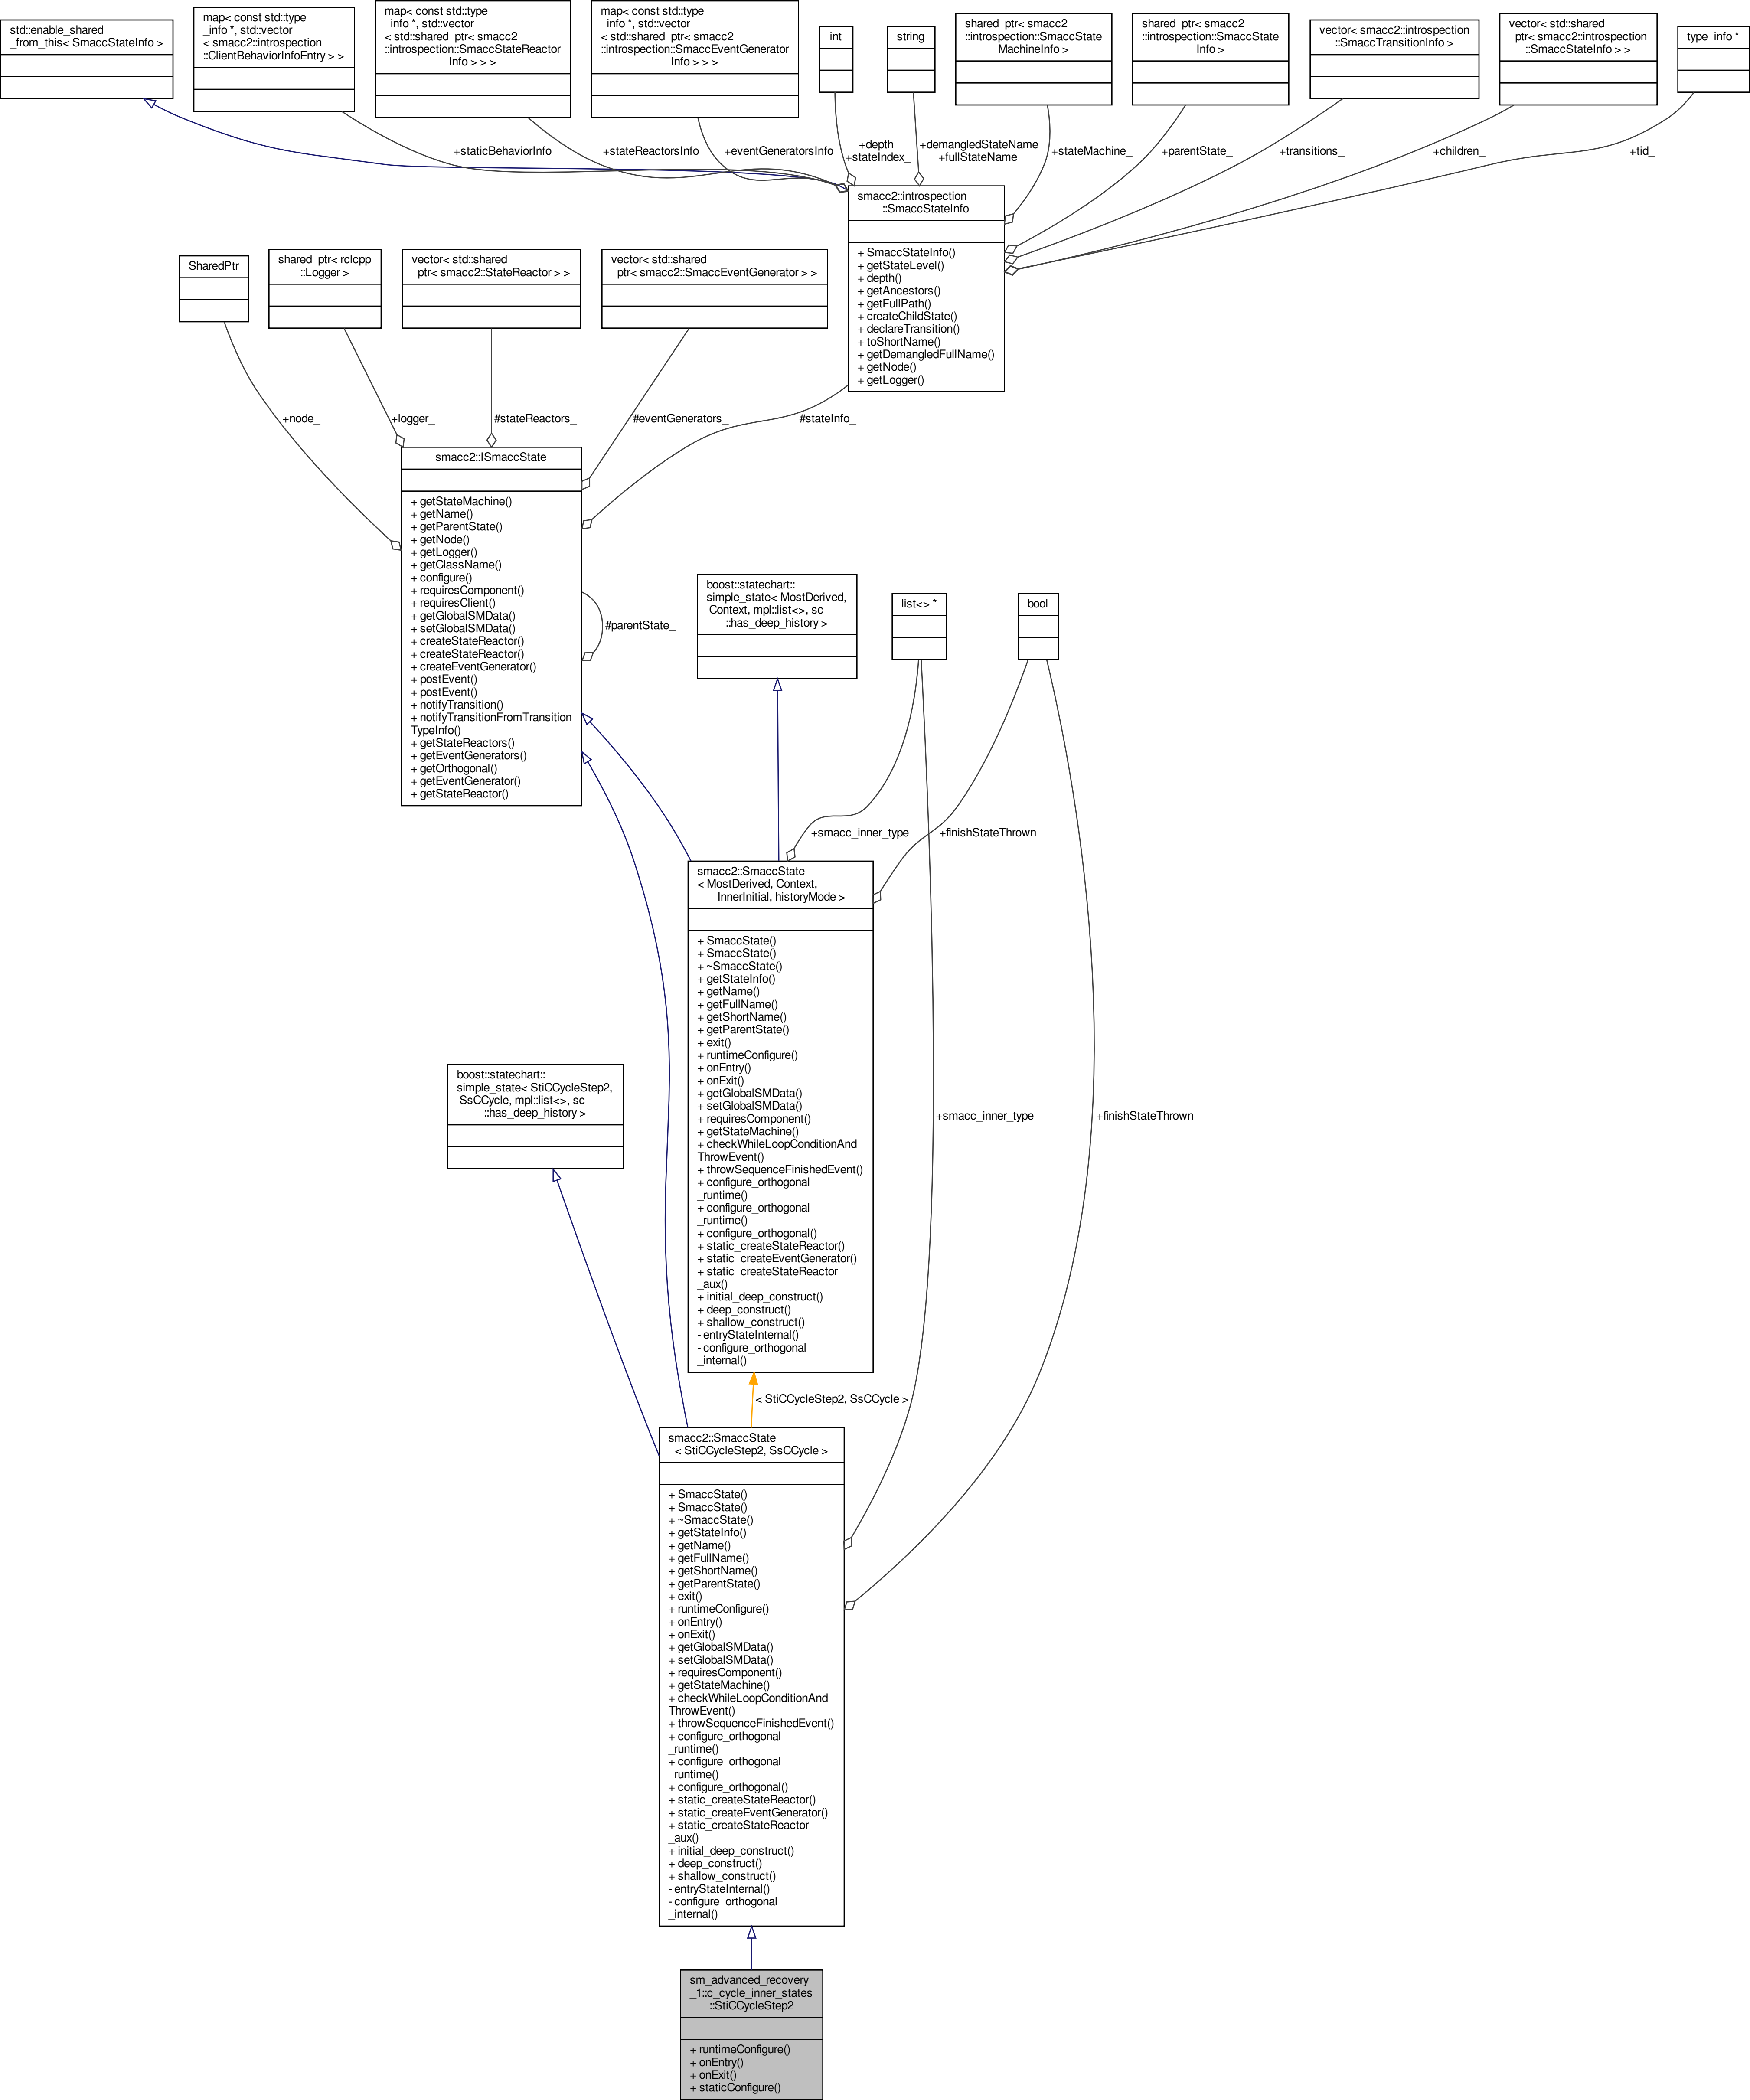 std::enable_shared
_from_this< SmaccStateInfo >
map< const std::type
_info *, std::vector
< smacc2::introspection
::ClientBehaviorInfoEntry > >
map< const std::type
_info *, std::vector
< std::shared_ptr< smacc2
::introspection::SmaccStateReactor
Info > > >
map< const std::type
_info *, std::vector
< std::shared_ptr< smacc2
::introspection::SmaccEventGenerator
Info > > >
int
string
shared_ptr< smacc2
::introspection::SmaccState
MachineInfo >
shared_ptr< smacc2
::introspection::SmaccState
Info >
vector< smacc2::introspection
::SmaccTransitionInfo >
vector< std::shared
_ptr< smacc2::introspection
::SmaccStateInfo > >
type_info *
+staticBehaviorInfo
+stateReactorsInfo
+eventGeneratorsInfo
+depth_
+stateIndex_
+demangledStateName
+fullStateName
+stateMachine_
+parentState_
+transitions_
+children_
+tid_
smacc2::introspection
::SmaccStateInfo
+ SmaccStateInfo()
+ getStateLevel()
+ depth()
+ getAncestors()
+ getFullPath()
+ createChildState()
+ declareTransition()
+ toShortName()
+ getDemangledFullName()
+ getNode()
+ getLogger()
SharedPtr
shared_ptr< rclcpp
::Logger >
vector< std::shared
_ptr< smacc2::StateReactor > >
vector< std::shared
_ptr< smacc2::SmaccEventGenerator > >
+node_
+logger_
#stateReactors_
#eventGenerators_
#stateInfo_
smacc2::ISmaccState
+ getStateMachine()
+ getName()
+ getParentState()
+ getNode()
+ getLogger()
+ getClassName()
+ configure()
+ requiresComponent()
+ requiresClient()
+ getGlobalSMData()
+ setGlobalSMData()
+ createStateReactor()
+ createStateReactor()
+ createEventGenerator()
+ postEvent()
+ postEvent()
+ notifyTransition()
+ notifyTransitionFromTransition
TypeInfo()
+ getStateReactors()
+ getEventGenerators()
+ getOrthogonal()
+ getEventGenerator()
+ getStateReactor()
#parentState_
boost::statechart::
simple_state< MostDerived,
Context, mpl::list<>, sc
::has_deep_history >
list<> *
bool
+smacc_inner_type
+finishStateThrown
smacc2::SmaccState
< MostDerived, Context,
InnerInitial, historyMode >
+ SmaccState()
+ SmaccState()
+ ~SmaccState()
+ getStateInfo()
+ getName()
+ getFullName()
+ getShortName()
+ getParentState()
+ exit()
+ runtimeConfigure()
+ onEntry()
+ onExit()
+ getGlobalSMData()
+ setGlobalSMData()
+ requiresComponent()
+ getStateMachine()
+ checkWhileLoopConditionAnd
ThrowEvent()
+ throwSequenceFinishedEvent()
+ configure_orthogonal
_runtime()
+ configure_orthogonal
_runtime()
+ configure_orthogonal()
+ static_createStateReactor()
+ static_createEventGenerator()
+ static_createStateReactor
_aux()
+ initial_deep_construct()
+ deep_construct()
+ shallow_construct()
- entryStateInternal()
- configure_orthogonal
_internal()
boost::statechart::
simple_state< StiCCycleStep2,
SsCCycle, mpl::list<>, sc
::has_deep_history >
+smacc_inner_type
+finishStateThrown
< StiCCycleStep2, SsCCycle >
smacc2::SmaccState
< StiCCycleStep2, SsCCycle >
+ SmaccState()
+ SmaccState()
+ ~SmaccState()
+ getStateInfo()
+ getName()
+ getFullName()
+ getShortName()
+ getParentState()
+ exit()
+ runtimeConfigure()
+ onEntry()
+ onExit()
+ getGlobalSMData()
+ setGlobalSMData()
+ requiresComponent()
+ getStateMachine()
+ checkWhileLoopConditionAnd
ThrowEvent()
+ throwSequenceFinishedEvent()
+ configure_orthogonal
_runtime()
+ configure_orthogonal
_runtime()
+ configure_orthogonal()
+ static_createStateReactor()
+ static_createEventGenerator()
+ static_createStateReactor
_aux()
+ initial_deep_construct()
+ deep_construct()
+ shallow_construct()
- entryStateInternal()
- configure_orthogonal
_internal()
sm_advanced_recovery
_1::c_cycle_inner_states
::StiCCycleStep2
+ runtimeConfigure()
+ onEntry()
+ onExit()
+ staticConfigure()